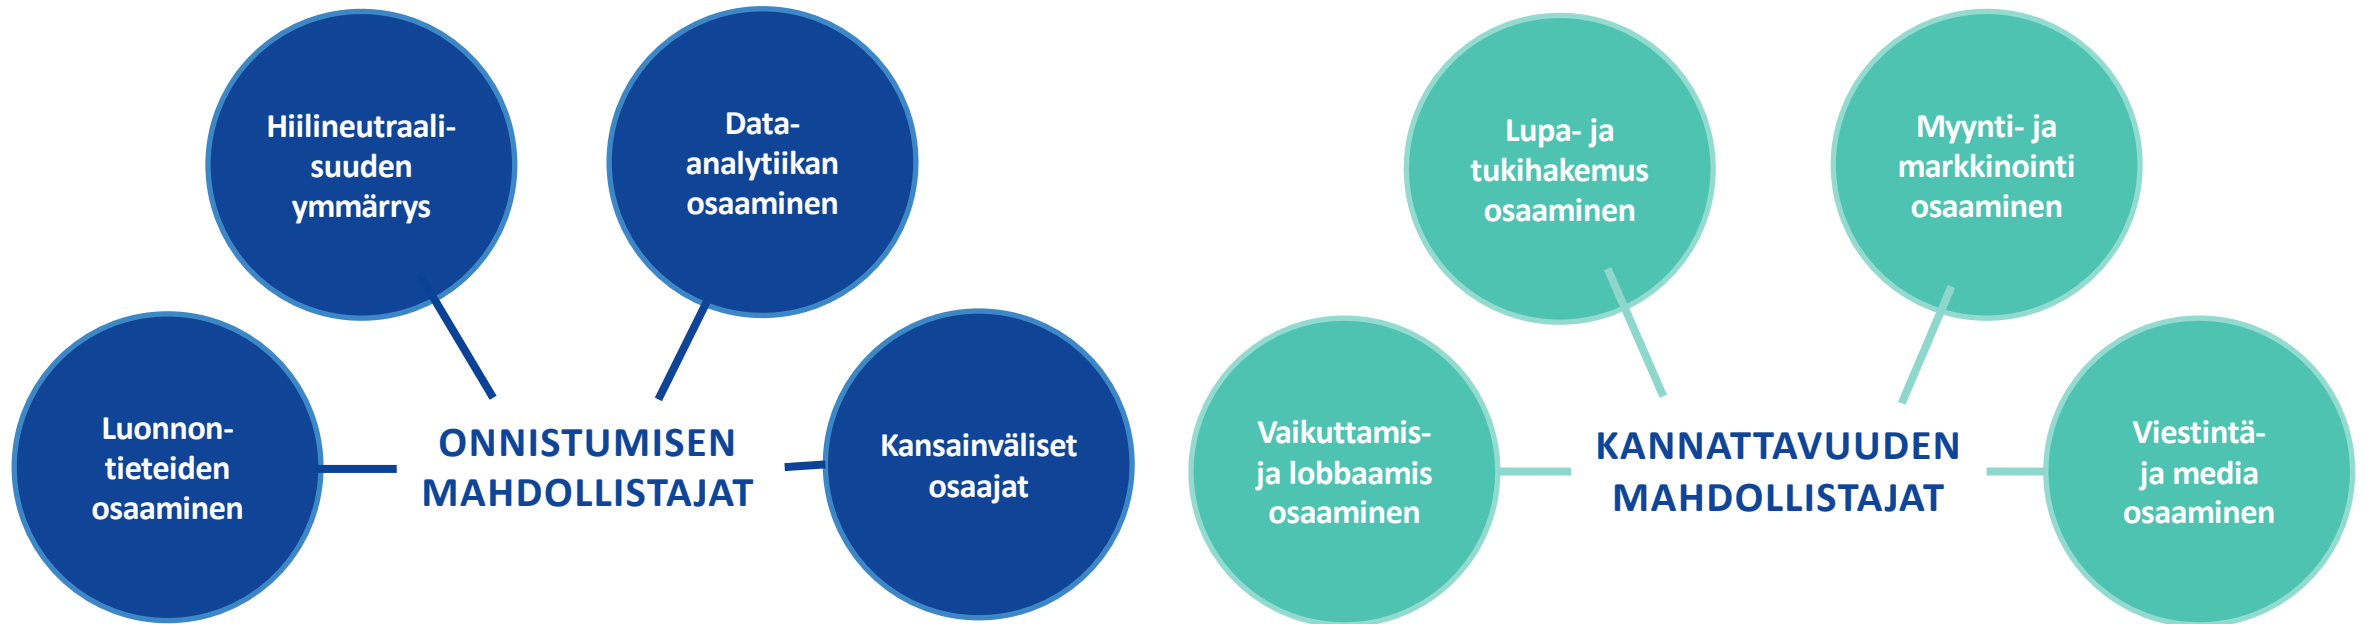 Hiilineutraali-
suuden
ymmärrys
Data-
analytiikan
osaaminen
Luonnon-
tieteiden
osaaminen
ONNISTUMISEN
MAHDOLLISTAJAT
Kansainväliset
osaajat
Lupa- ja
tukihakemus
osaaminen
Myynti- ja
markkinointi
osaaminen
Vaikuttamis-
ja lobbaamis
osaaminen
KANNATTAVUUDEN
MAHDOLLISTAJAT
Viestintä-
ja media
osaaminen